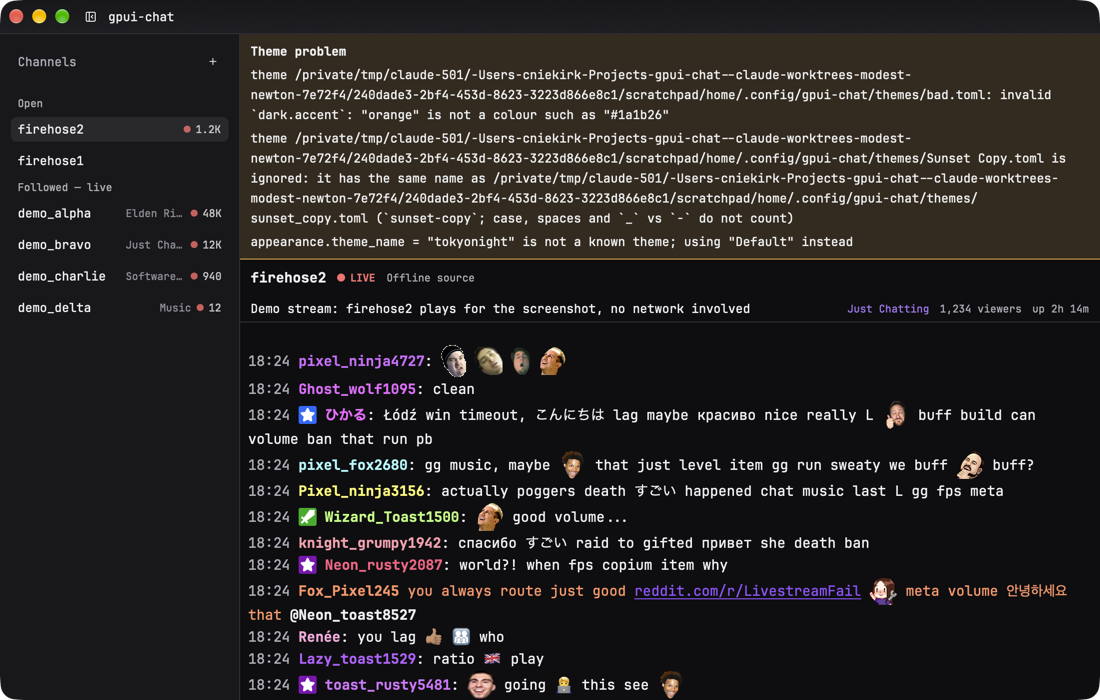 gpui-chat
Channels +
Open
firehose2 1.2K
firehose1
Followed — live
demo_alpha Elden Ri… 48K
demo_bravo Just Cha… 12K
demo_charlie Software… 940
demo_delta Music 12
Theme problem
theme /private/tmp/claude-501/-Users-cniekirk-Projects-gpui-chat--claude-worktrees-modest-
newton-7e72f4/240dade3-2bf4-453d-8623-3223d866e8c1/scratchpad/home/.config/gpui-chat/themes/bad.toml: invalid
`dark.accent`: "orange" is not a colour such as "#1a1b26"
theme /private/tmp/claude-501/-Users-cniekirk-Projects-gpui-chat--claude-worktrees-modest-
newton-7e72f4/240dade3-2bf4-453d-8623-3223d866e8c1/scratchpad/home/.config/gpui-chat/themes/Sunset Copy.toml is
ignored: it has the same name as /private/tmp/claude-501/-Users-cniekirk-Projects-gpui-chat--claude-worktrees-
modest-newton-7e72f4/240dade3-2bf4-453d-8623-3223d866e8c1/scratchpad/home/.config/gpui-chat/themes/
sunset_copy.toml (`sunset-copy`; case, spaces and `_` vs `-` do not count)
appearance.theme_name = "tokyonight" is not a known theme; using "Default" instead
firehose2 LIVE Offline source
Demo stream: firehose2 plays for the screenshot, no network involved Just Chatting 1,234 viewers up 2h 14m
18:24 pixel_ninja4727:
18:24 Ghost_wolf1095: clean
18:24 ひかる: Łódź win timeout, こんにちは lag maybe красиво nice really L buff build can
volume ban that run pb
18:24 pixel_fox2680: gg music, maybe that just level item gg run sweaty we buff buff?
18:24 Pixel_ninja3156: actually poggers death すごい happened chat music last L gg fps meta
18:24 Wizard_Toast1500: good volume...
18:24 knight_grumpy1942: спасибо すごい raid to gifted привет she death ban
18:24 Neon_rusty2087: world?! when fps copium item why
18:24 Fox_Pixel245 you always route just good reddit.com/r/LivestreamFail meta volume 안녕하세요
that @Neon_toast8527
18:24 Renée: you lag 👍🏽 who
18:24 Lazy_toast1529: ratio 🇬🇧 play
18:24 toast_rusty5481: going this see